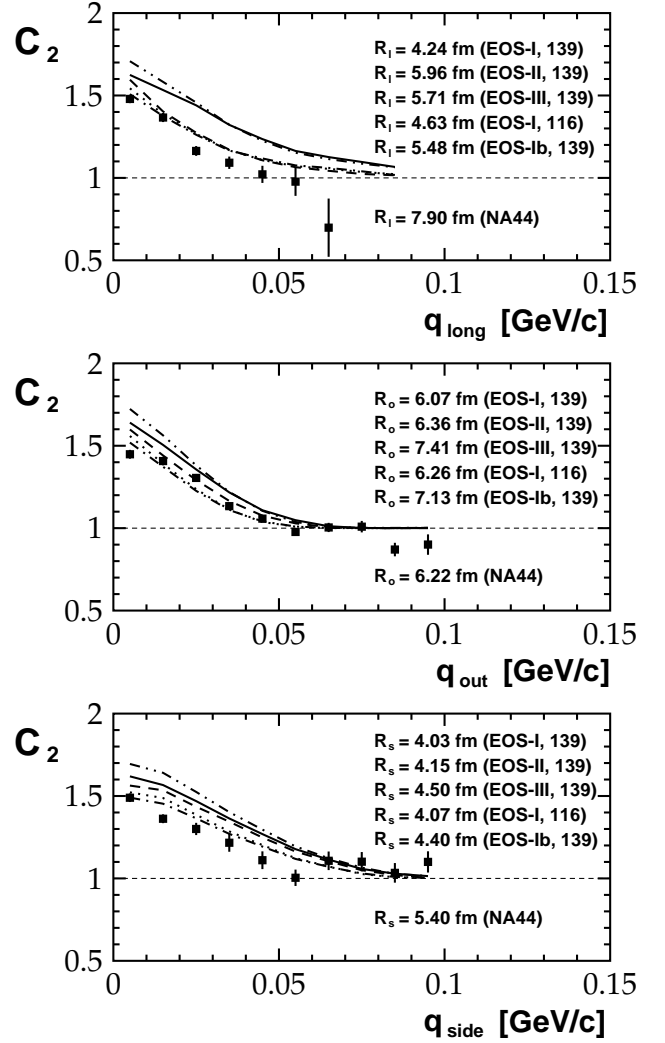 C2
2
1.5
1
0.5
R_l = 4.24 fm (EOS-I, 139)
R_l = 5.96 fm (EOS-II, 139)
R_l = 5.71 fm (EOS-III, 139)
R_l = 4.63 fm (EOS-I, 116)
R_l = 5.48 fm (EOS-Ib, 139)
R_l = 7.90 fm (NA44)
0 0.05 0.1 0.15
q_long [GeV/c]
C2
2
1.5
1
0.5
R_o = 6.07 fm (EOS-I, 139)
R_o = 6.36 fm (EOS-II, 139)
R_o = 7.41 fm (EOS-III, 139)
R_o = 6.26 fm (EOS-I, 116)
R_o = 7.13 fm (EOS-Ib, 139)
R_o = 6.22 fm (NA44)
0 0.05 0.1 0.15
q_out [GeV/c]
C2
2
1.5
1
0.5
R_s = 4.03 fm (EOS-I, 139)
R_s = 4.15 fm (EOS-II, 139)
R_s = 4.50 fm (EOS-III, 139)
R_s = 4.07 fm (EOS-I, 116)
R_s = 4.40 fm (EOS-Ib, 139)
R_s = 5.40 fm (NA44)
0 0.05 0.1 0.15
q_side [GeV/c]